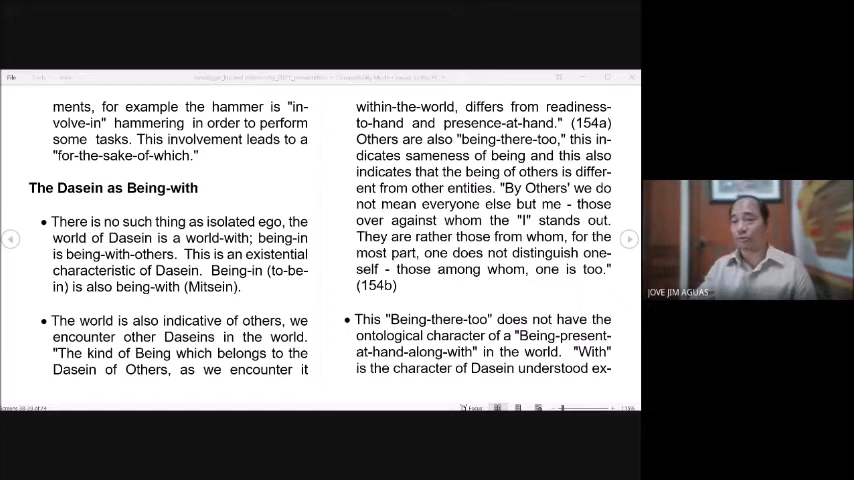 File
ments, for example the hammer is "in-
volve-in" hammering in order to perform
some tasks. This involvement leads to a
"for-the-sake-of-which."
The Dasein as Being-with
• There is no such thing as isolated ego, the
world of Dasein is a world-with; being-in
is being-with-others. This is an existential
characteristic of Dasein. Being-in (to-be-
in) is also being-with (Mitsein).
• The world is also indicative of others, we
encounter other Daseins in the world.
"The kind of Being which belongs to the
Dasein of Others, as we encounter it
within-the-world, differs from readiness-
to-hand and presence-at-hand." (154a)
Others are also "being-there-too," this in-
dicates sameness of being and this also
indicates that the being of others is differ-
ent from other entities. "By Others' we do
not mean everyone else but me - those
over against whom the "I" stands out.
They are rather those from whom, for the
most part, one does not distinguish one-
self - those among whom, one is too."
(154b)
• This "Being-there-too" does not have the
ontological character of a "Being-present-
at-hand-along-with" in the world. "With"
is the character of Dasein understood ex-
Focus
JOVE JIM AGUAS